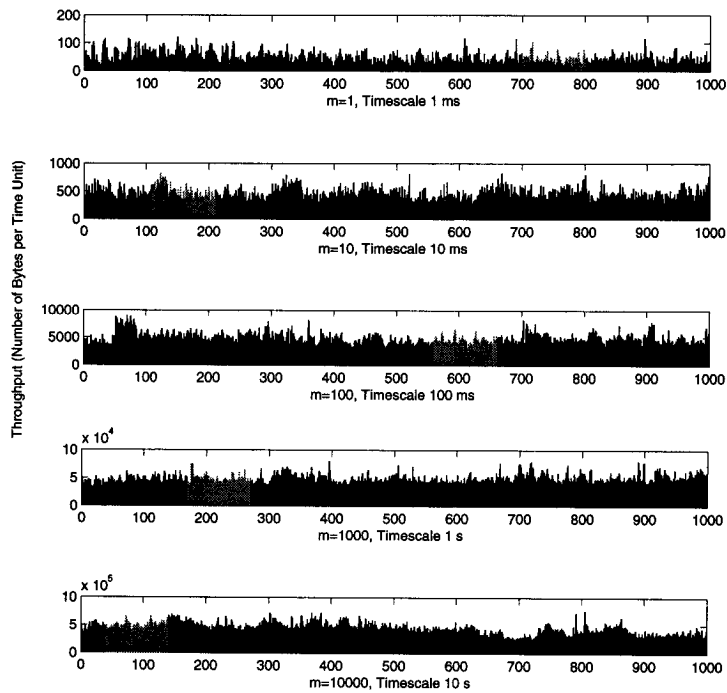 Throughput (Number of Bytes per Time Unit)
200
100
0
0 100 200 300 400 500 600 700 800 900 1000
m=1, Timescale 1 ms
1000
500
0
0 100 200 300 400 500 600 700 800 900 1000
m=10, Timescale 10 ms
10000
5000
0
0 100 200 300 400 500 600 700 800 900 1000
m=100, Timescale 100 ms
x 10⁴
10
5
0
0 100 200 300 400 500 600 700 800 900 1000
m=1000, Timescale 1 s
x 10⁵
10
5
0
0 100 200 300 400 500 600 700 800 900 1000
m=10000, Timescale 10 s